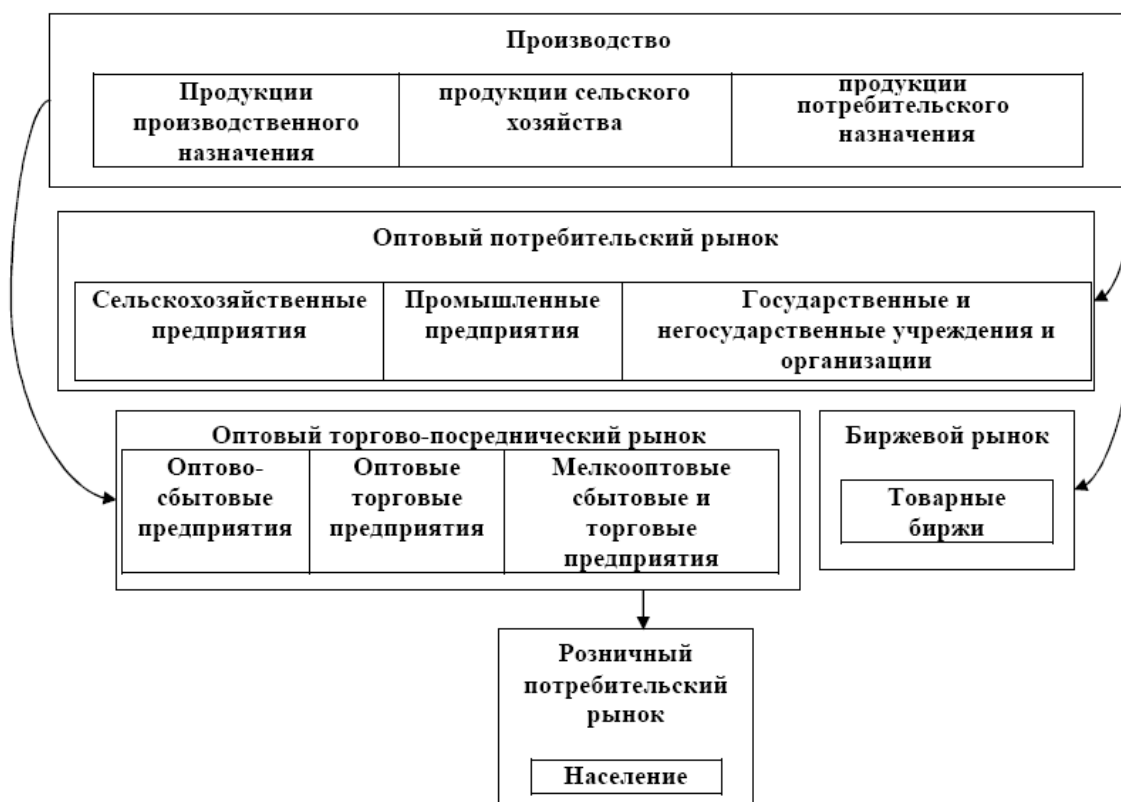 Производство
Продукции
производственного
назначения
продукции сельского
хозяйства
продукции
потребительского
назначения
Оптовый потребительский рынок
Сельскохозяйственные
предприятия
Промышленные
предприятия
Государственные и
негосударственные учреждения и
организации
Оптовый торгово-посреднический рынок
Оптово-
сбытовые
предприятия
Оптовые
торговые
предприятия
Мелкооптовые
сбытовые и
торговые
предприятия
Биржевой рынок
Товарные
биржи
Розничный
потребительский
рынок
Население